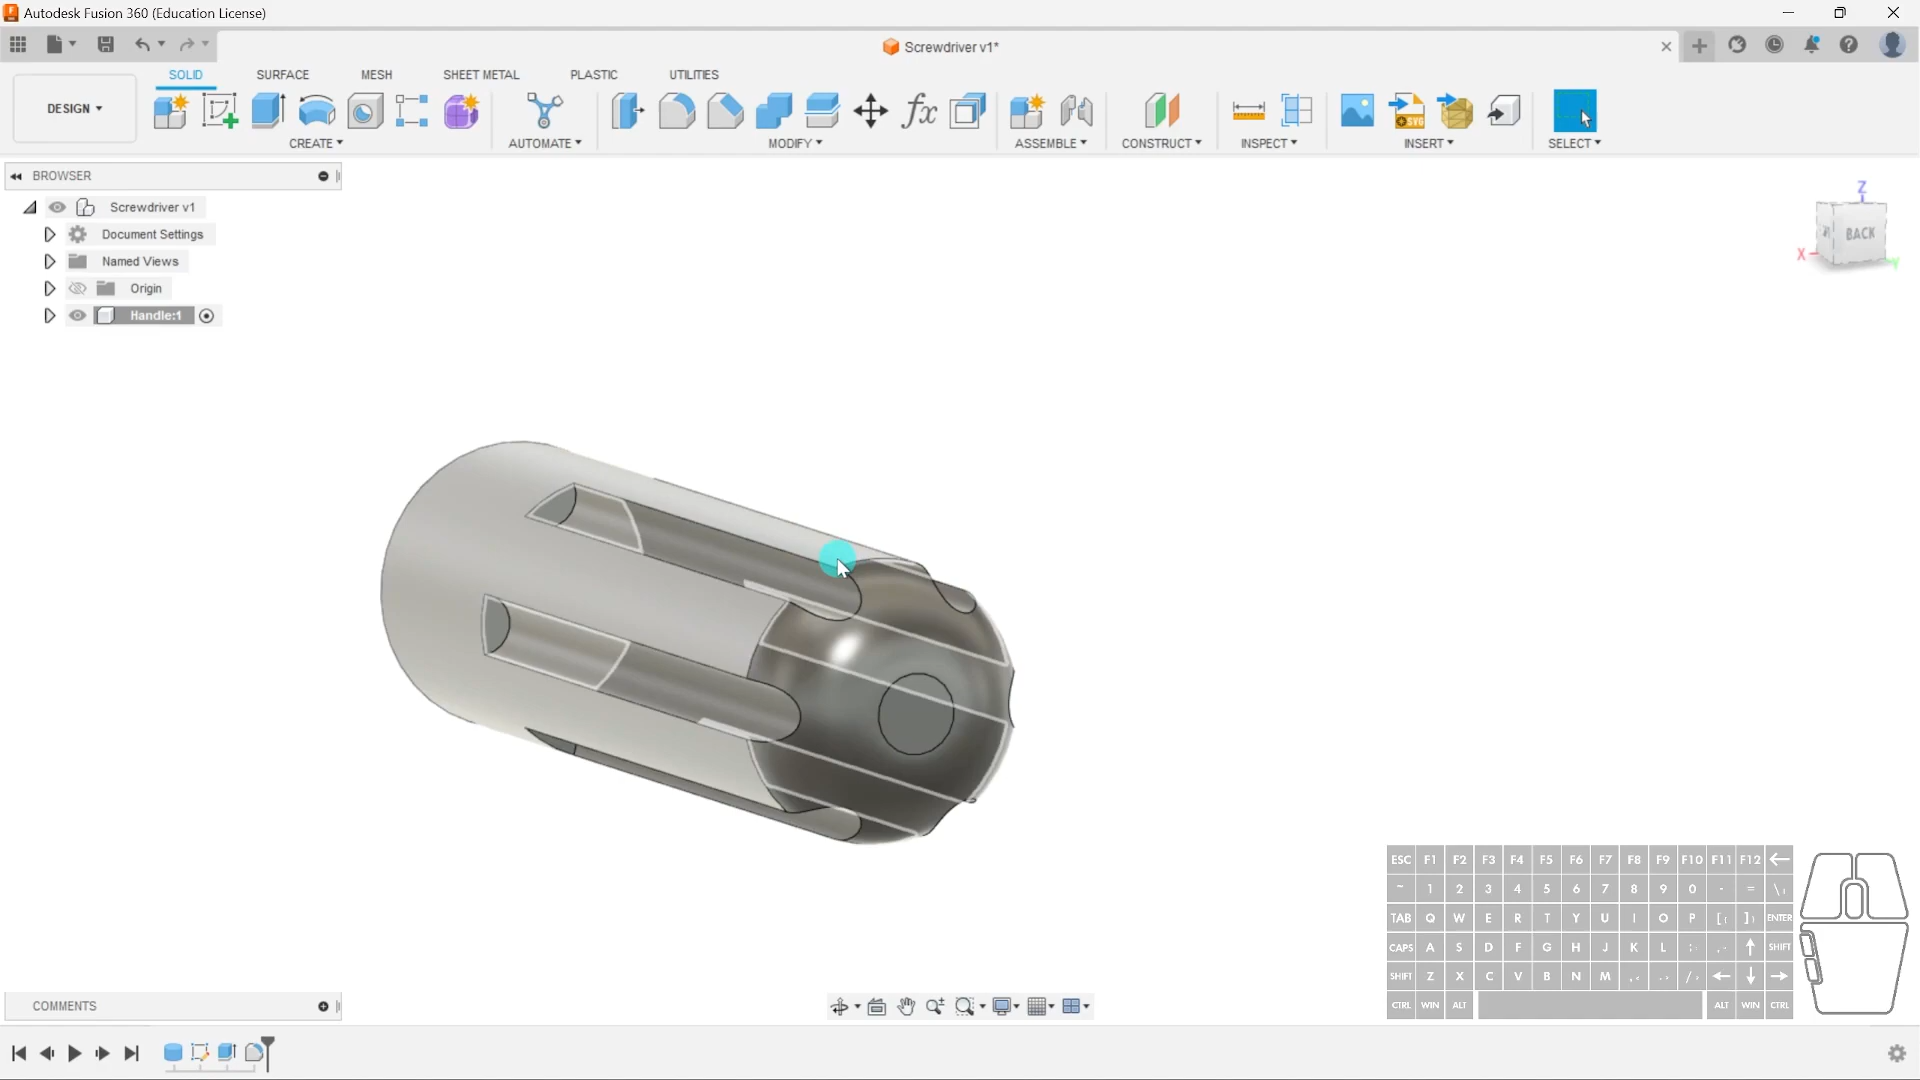 Autodesk Fusion 360 (Education License)
Screwdriver v1*
SOLID SURFACE MESH SHEET METAL PLASTIC UTILITIES
DESIGN
CREATE AUTOMATE MODIFY ASSEMBLE CONSTRUCT INSPECT INSERT SELECT
BROWSER
Screwdriver v1
Document Settings
Named Views
Origin
Handle:1
Z
BACK
X
Y
ESC F1 F2 F3 F4 F5 F6 F7 F8 F9 F10 F11 F12
~ 1 2 3 4 5 6 7 8 9 0 - = \
TAB Q W E R T Y U I O P [ ] ENTER
CAPS A S D F G H J K L ; SHIFT
SHIFT Z X C V B N M /
CTRL WIN ALT ALT WIN CTRL
COMMENTS